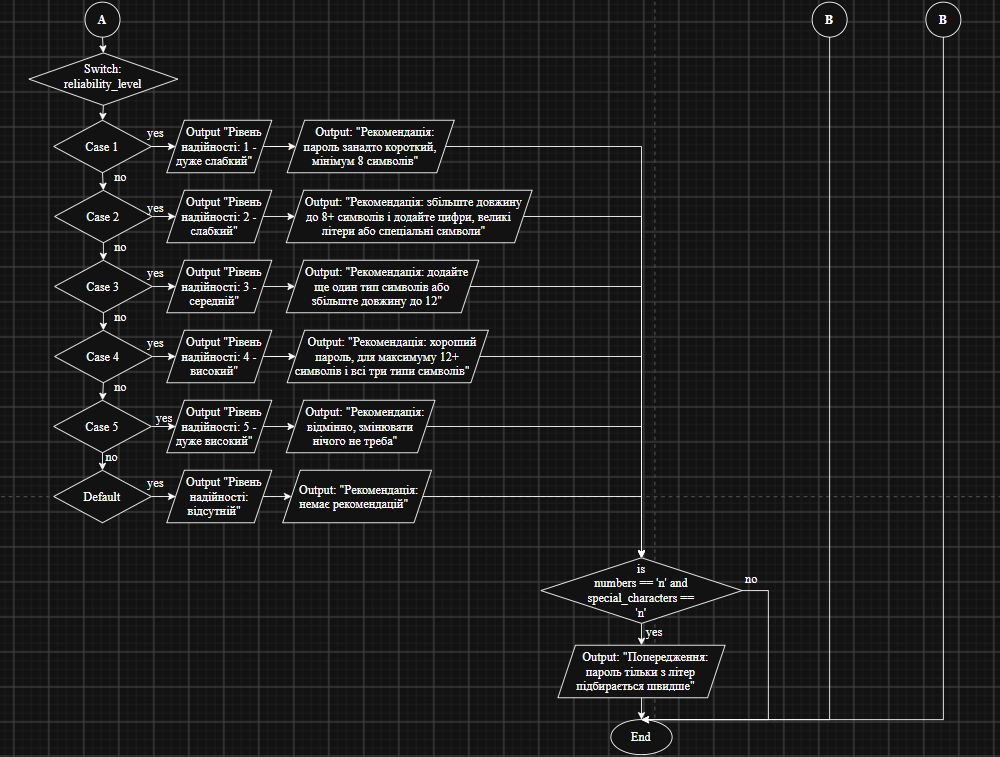 A
B
B
Switch:
reliability_level
Case 1
yes
Output "Рівень
надійності: 1 -
дуже слабкий"
Output: "Рекомендація:
пароль занадто короткий,
мінімум 8 символів"
no
Case 2
yes
Output "Рівень
надійності: 2 -
слабкий"
Output: "Рекомендація: збільште довжину
до 8+ символів і додайте цифри, великі
літери або спеціальні символи"
no
Case 3
yes
Output "Рівень
надійності: 3 -
середній"
Output: "Рекомендація: додайте
ще один тип символів або
збільште довжину до 12"
no
Case 4
yes
Output "Рівень
надійності: 4 -
високий"
Output: "Рекомендація: хороший
пароль, для максимуму 12+
символів і всі три типи символів"
no
Case 5
yes
Output "Рівень
надійності: 5 -
дуже високий"
Output: "Рекомендація:
відмінно, змінювати
нічого не треба"
no
Default
yes
Output "Рівень
надійності:
відсутній"
Output: "Рекомендація:
немає рекомендацій"
is
numbers == 'n' and
special_characters ==
'n'
no
yes
Output: "Попередження:
пароль тільки з літер
підбирається швидше"
End